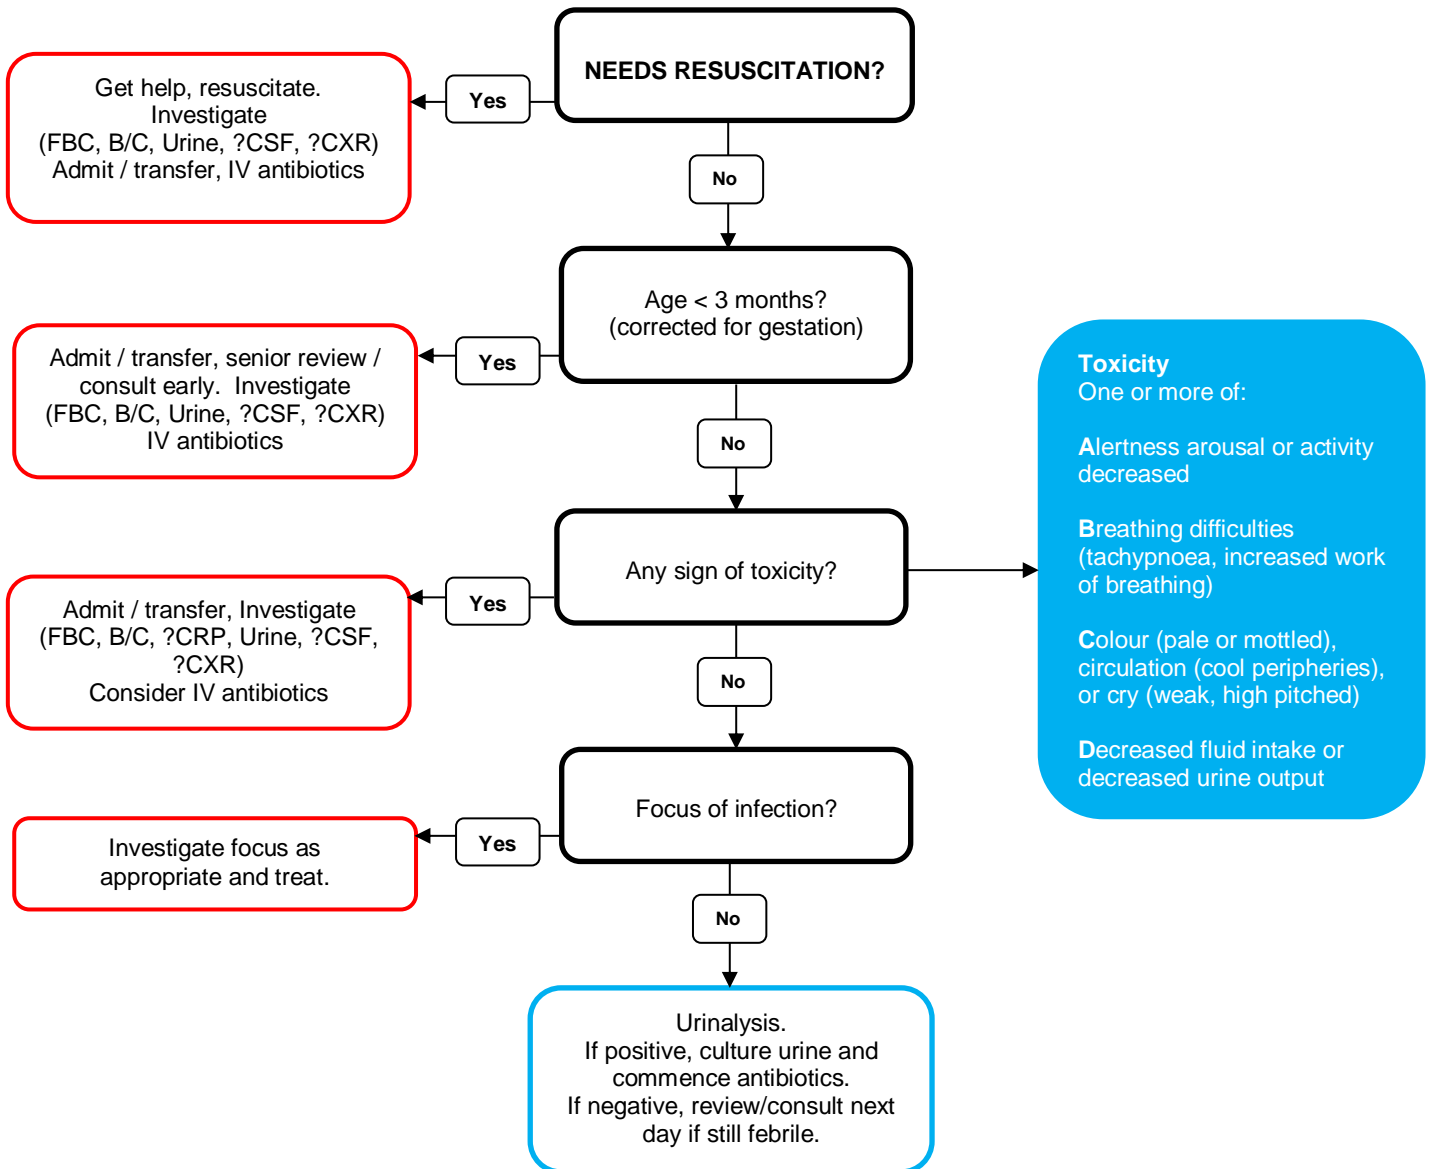 NEEDS RESUSCITATION?
Yes
Get help, resuscitate.
Investigate
(FBC, B/C, Urine, ?CSF, ?CXR)
Admit / transfer, IV antibiotics
No
Age < 3 months?
(corrected for gestation)
Yes
Admit / transfer, senior review /
consult early.  Investigate
(FBC, B/C, Urine, ?CSF, ?CXR)
IV antibiotics
No
Any sign of toxicity?
Toxicity
One or more of:
Alertness arousal or activity
decreased
Breathing difficulties
(tachypnoea, increased work
of breathing)
Colour (pale or mottled),
circulation (cool peripheries),
or cry (weak, high pitched)
Decreased fluid intake or
decreased urine output
Yes
Admit / transfer, Investigate
(FBC, B/C, ?CRP, Urine, ?CSF,
?CXR)
Consider IV antibiotics
No
Focus of infection?
Yes
Investigate focus as
appropriate and treat.
No
Urinalysis.
If positive, culture urine and
commence antibiotics.
If negative, review/consult next
day if still febrile.